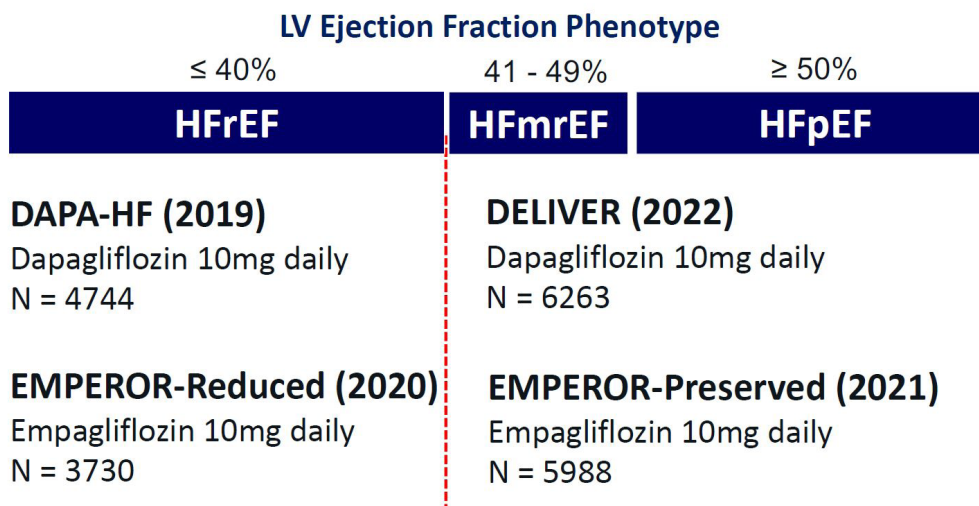 LV Ejection Fraction Phenotype
≤ 40%
41 - 49%
≥ 50%
HFrEF
HFmrEF
HFpEF
DAPA-HF (2019)
Dapagliflozin 10mg daily
N = 4744
DELIVER (2022)
Dapagliflozin 10mg daily
N = 6263
EMPEROR-Reduced (2020)
Empagliflozin 10mg daily
N = 3730
EMPEROR-Preserved (2021)
Empagliflozin 10mg daily
N = 5988